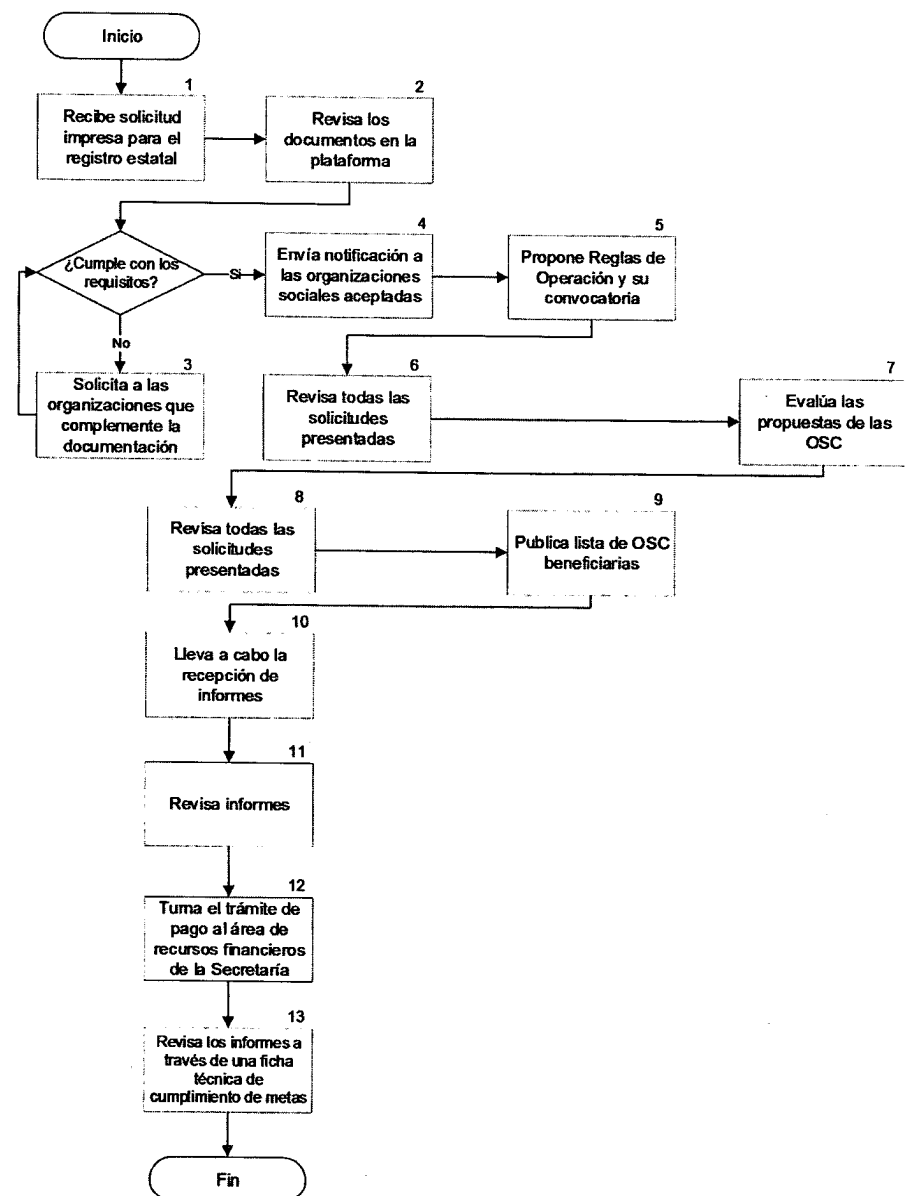 Inicio
1
Recibe solicitud
impresa para el
registro estatal
2
Revisa los
documentos en la
plataforma
¿Cumple con los
requisitos?
Si
No
3
Solicita a las
organizaciones que
complemente la
documentación
4
Envía notificación a
las organizaciones
sociales aceptadas
5
Propone Reglas de
Operación y su
convocatoria
6
Revisa todas las
solicitudes
presentadas
7
Evalúa las
propuestas de las
OSC
8
Revisa todas las
solicitudes
presentadas
9
Publica lista de OSC
beneficiarias
10
Lleva a cabo la
recepción de
informes
11
Revisa informes
12
Turna el trámite de
pago al área de
recursos financieros
de la Secretaría
13
Revisa los informes a
través de una ficha
técnica de
cumplimiento de metas
Fin